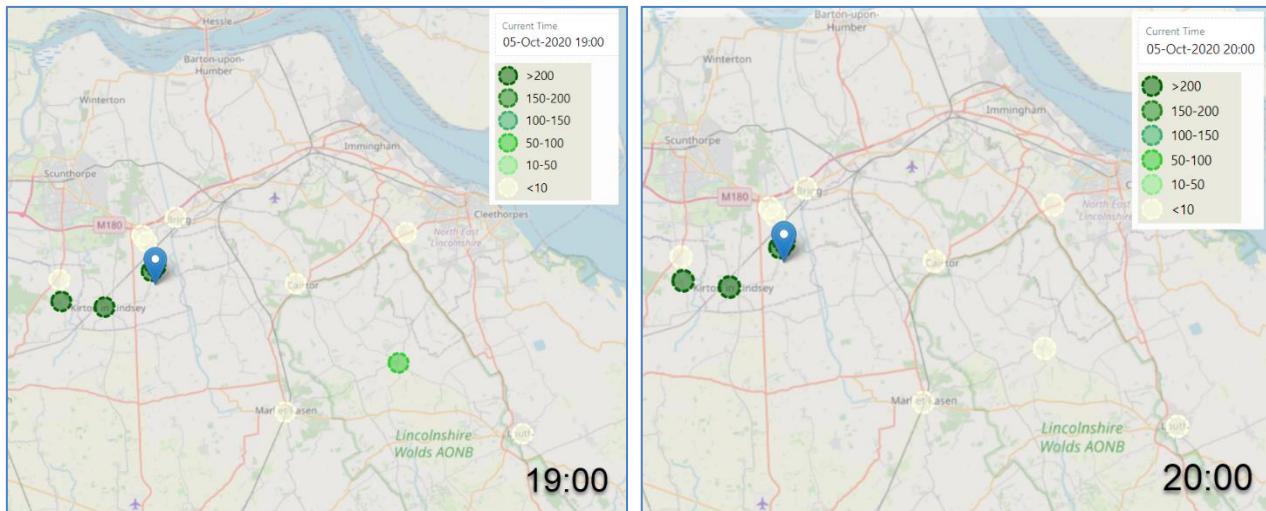 Hessle
Barton-upon-
Humber
Winterton
Immingham
Scunthorpe
M180
Brigg
Cleethorpes
North East
Lincolnshire
Caistor
Kirton in Lindsey
Market Rasen
Louth
Lincolnshire
Wolds AONB
Current Time
05-Oct-2020 19:00
>200
150-200
100-150
50-100
10-50
<10
19:00
Barton-upon-
Humber
Winterton
Immingham
Scunthorpe
M180
Brigg
North East
Lincolnshire
Caistor
Kirton in Lindsey
Market Rasen
Louth
Lincolnshire
Wolds AONB
Current Time
05-Oct-2020 20:00
>200
150-200
100-150
50-100
10-50
<10
20:00